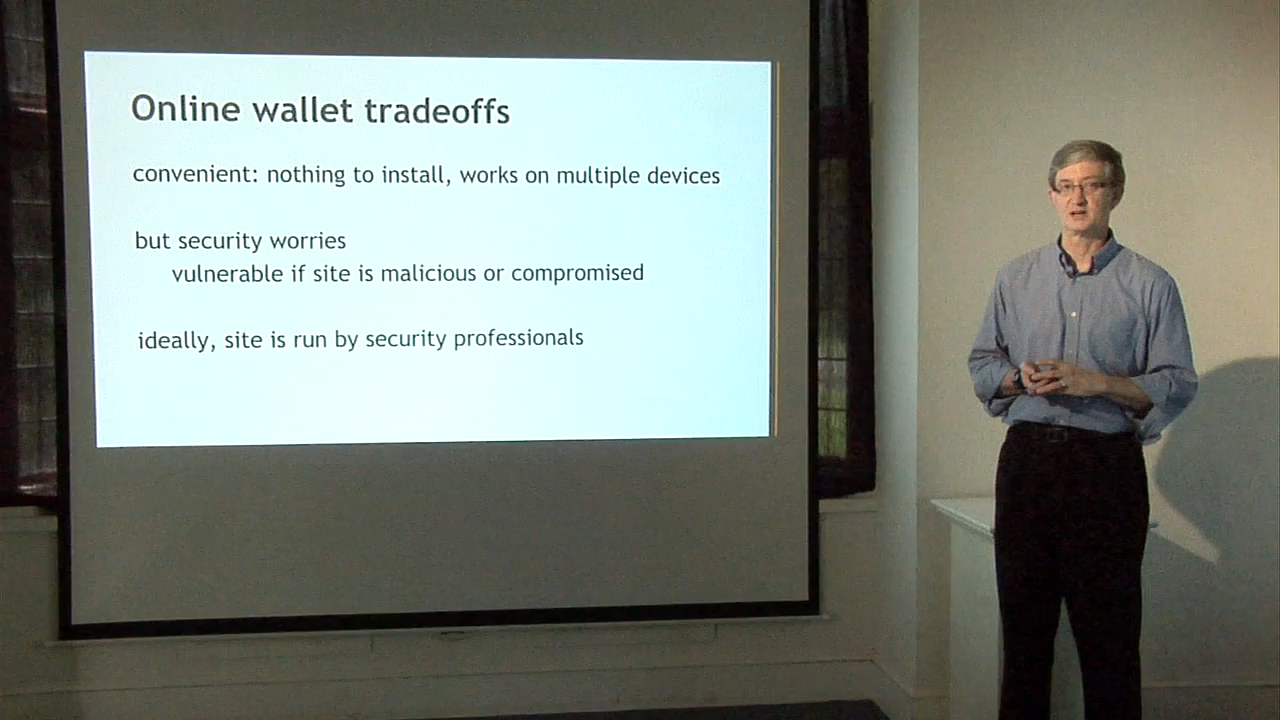 Online wallet tradeoffs
convenient: nothing to install, works on multiple devices
but security worries
vulnerable if site is malicious or compromised
ideally, site is run by security professionals